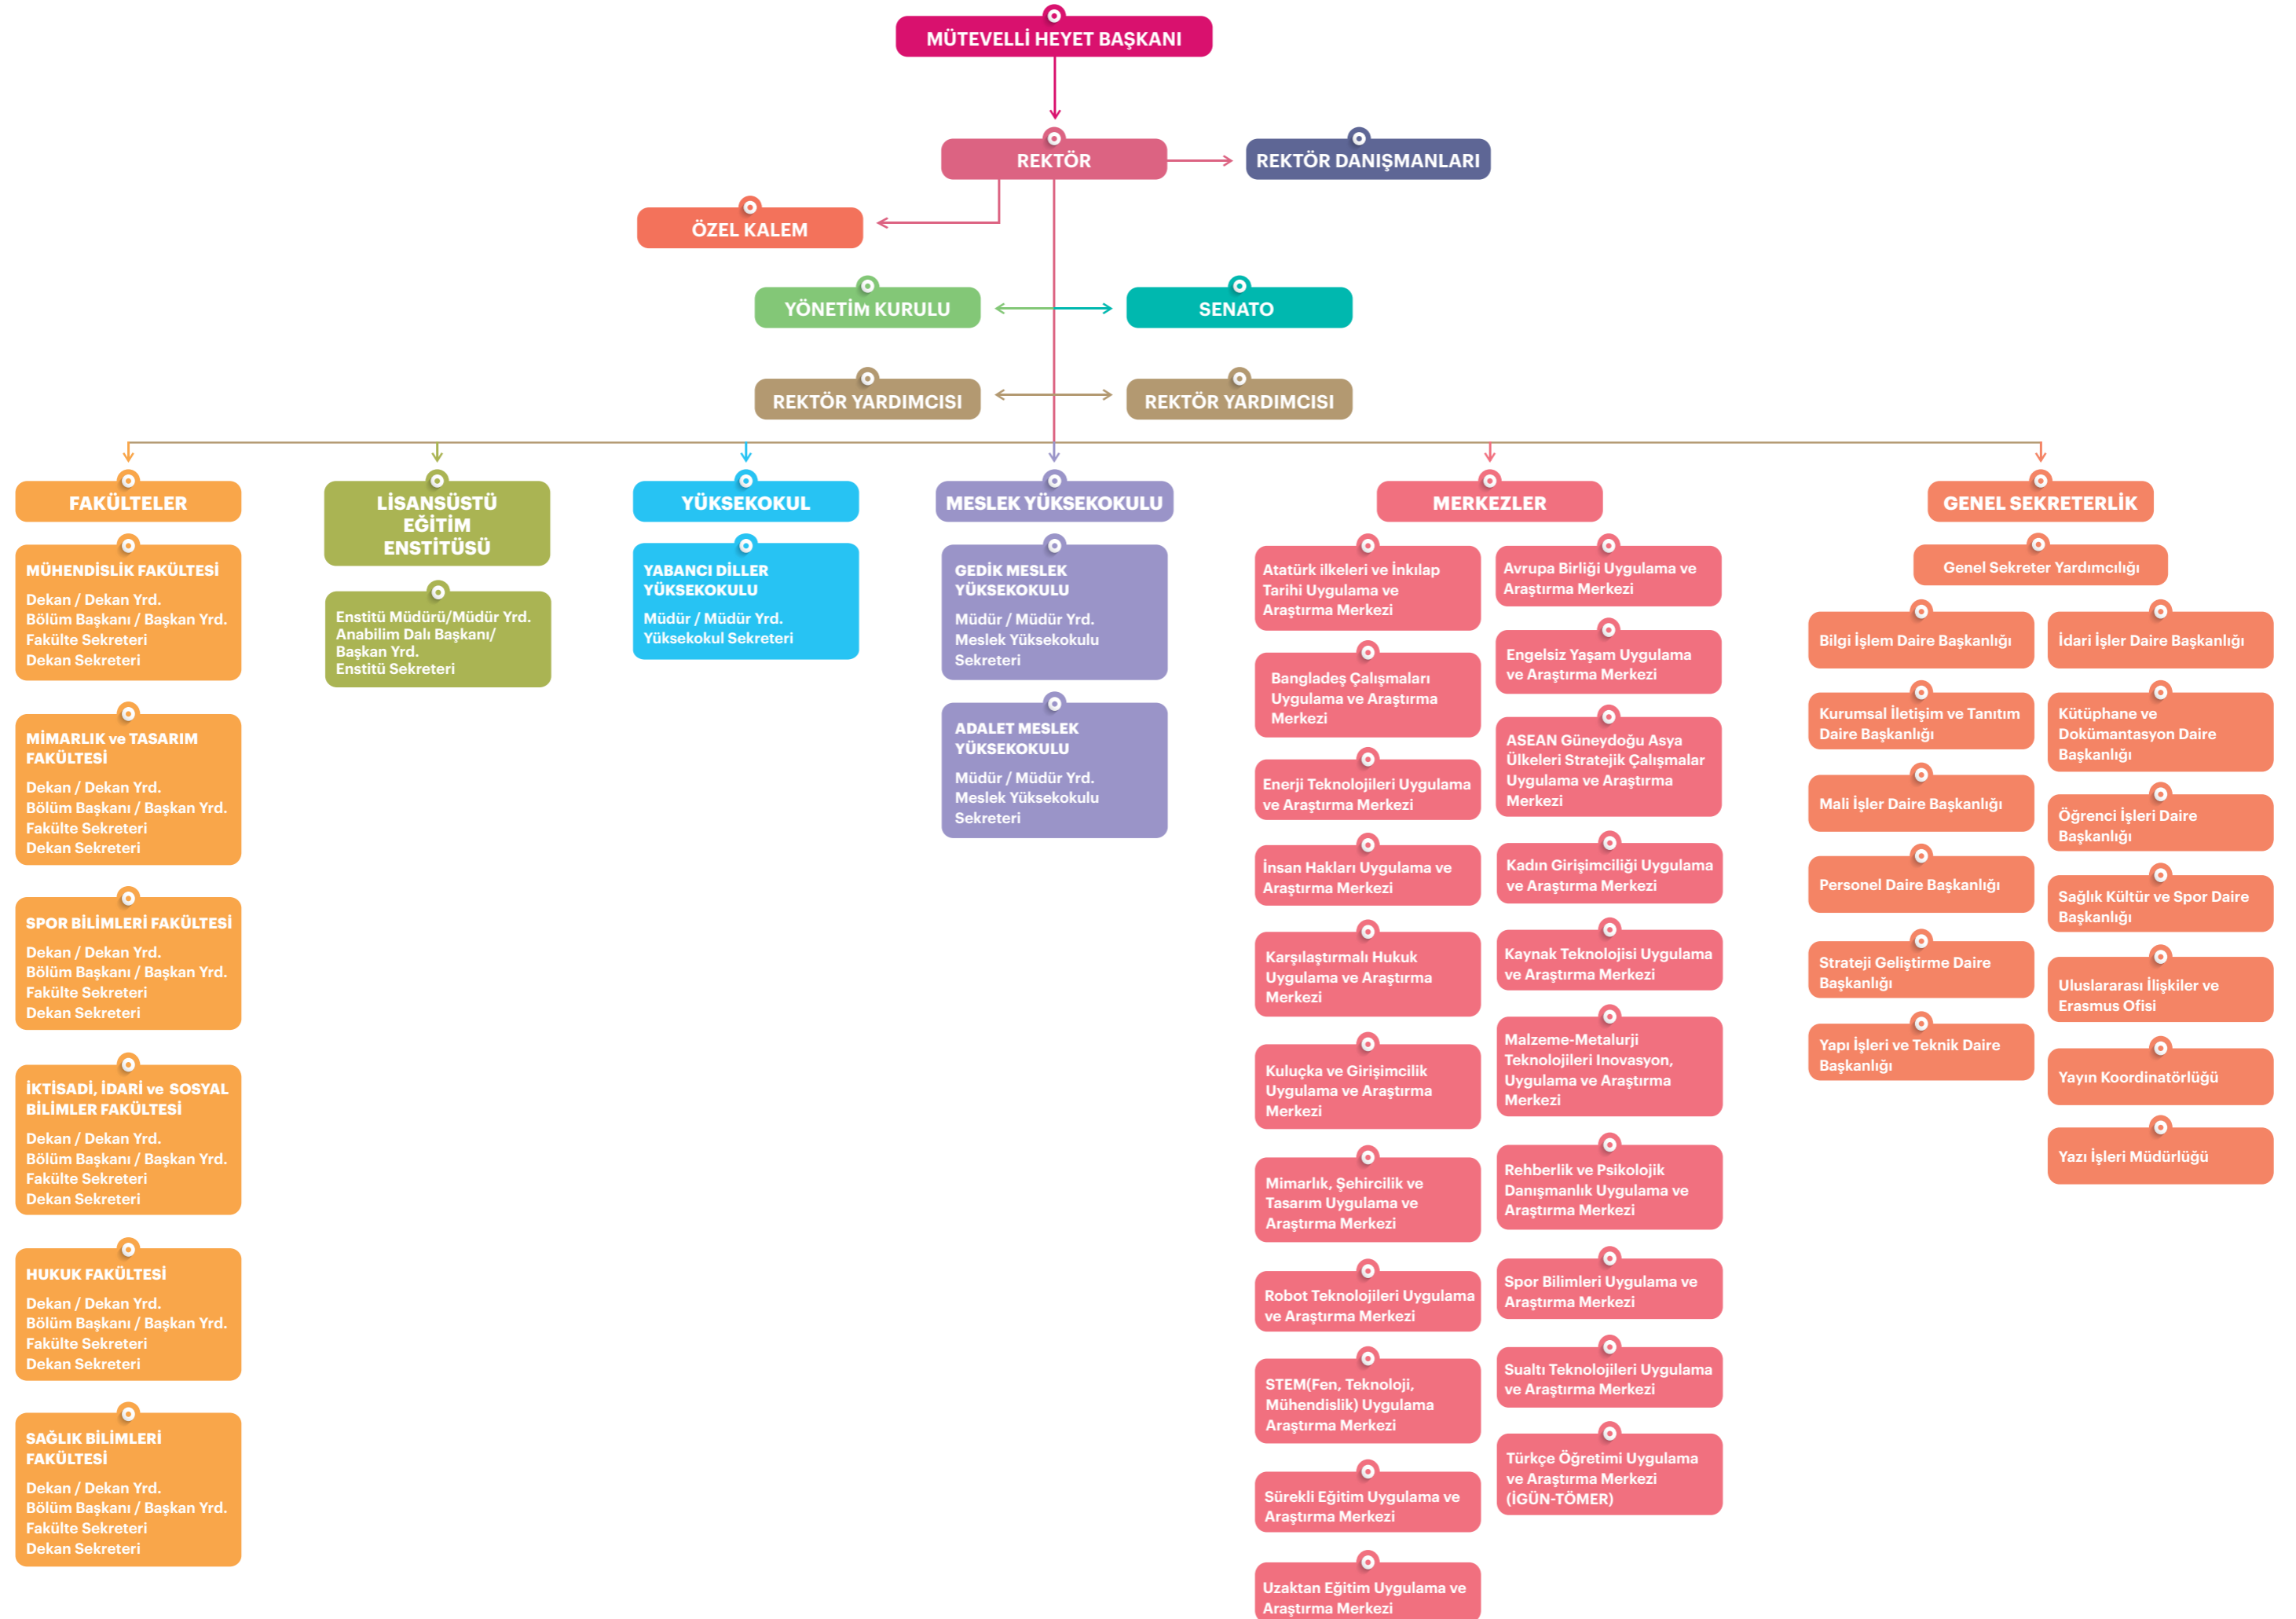 MÜTEVELLİ HEYET BAŞKANI
REKTÖR
REKTÖR DANIŞMANLARI
ÖZEL KALEM
YÖNETİM KURULU
SENATO
REKTÖR YARDIMCISI
REKTÖR YARDIMCISI
FAKÜLTELER
MÜHENDİSLİK FAKÜLTESİ
Dekan / Dekan Yrd.
Bölüm Başkanı / Başkan Yrd.
Fakülte Sekreteri
Dekan Sekreteri
MİMARLIK ve TASARIM
FAKÜLTESİ
Dekan / Dekan Yrd.
Bölüm Başkanı / Başkan Yrd.
Fakülte Sekreteri
Dekan Sekreteri
SPOR BİLİMLERİ FAKÜLTESİ
Dekan / Dekan Yrd.
Bölüm Başkanı / Başkan Yrd.
Fakülte Sekreteri
Dekan Sekreteri
İKTİSADİ, İDARİ ve SOSYAL
BİLİMLER FAKÜLTESİ
Dekan / Dekan Yrd.
Bölüm Başkanı / Başkan Yrd.
Fakülte Sekreteri
Dekan Sekreteri
HUKUK FAKÜLTESİ
Dekan / Dekan Yrd.
Bölüm Başkanı / Başkan Yrd.
Fakülte Sekreteri
Dekan Sekreteri
SAĞLIK BİLİMLERİ
FAKÜLTESİ
Dekan / Dekan Yrd.
Bölüm Başkanı / Başkan Yrd.
Fakülte Sekreteri
Dekan Sekreteri
LİSANSÜSTÜ
EĞİTİM
ENSTİTÜSÜ
Enstitü Müdürü/Müdür Yrd.
Anabilim Dalı Başkanı/
Başkan Yrd.
Enstitü Sekreteri
YÜKSEKOKUL
YABANCI DİLLER
YÜKSEKOKULU
Müdür / Müdür Yrd.
Yüksekokul Sekreteri
MESLEK YÜKSEKOKULU
GEDİK MESLEK
YÜKSEKOKULU
Müdür / Müdür Yrd.
Meslek Yüksekokulu
Sekreteri
ADALET MESLEK
YÜKSEKOKULU
Müdür / Müdür Yrd.
Meslek Yüksekokulu
Sekreteri
MERKEZLER
Atatürk ilkeleri ve İnkılap
Tarihi Uygulama ve
Araştırma Merkezi
Bangladeş Çalışmaları
Uygulama ve Araştırma
Merkezi
Enerji Teknolojileri Uygulama
ve Araştırma Merkezi
İnsan Hakları Uygulama ve
Araştırma Merkezi
Karşılaştırmalı Hukuk
Uygulama ve Araştırma
Merkezi
Kuluçka ve Girişimcilik
Uygulama ve Araştırma
Merkezi
Mimarlık, Şehircilik ve
Tasarım Uygulama ve
Araştırma Merkezi
Robot Teknolojileri Uygulama
ve Araştırma Merkezi
STEM(Fen, Teknoloji,
Mühendislik) Uygulama
Araştırma Merkezi
Sürekli Eğitim Uygulama ve
Araştırma Merkezi
Uzaktan Eğitim Uygulama ve
Araştırma Merkezi
Avrupa Birliği Uygulama ve
Araştırma Merkezi
Engelsiz Yaşam Uygulama
ve Araştırma Merkezi
ASEAN Güneydoğu Asya
Ülkeleri Stratejik Çalışmalar
Uygulama ve Araştırma
Merkezi
Kadın Girişimciliği Uygulama
ve Araştırma Merkezi
Kaynak Teknolojisi Uygulama
ve Araştırma Merkezi
Malzeme-Metalurji
Teknolojileri Inovasyon,
Uygulama ve Araştırma
Merkezi
Rehberlik ve Psikolojik
Danışmanlık Uygulama ve
Araştırma Merkezi
Spor Bilimleri Uygulama ve
Araştırma Merkezi
Sualtı Teknolojileri Uygulama
ve Araştırma Merkezi
Türkçe Öğretimi Uygulama
ve Araştırma Merkezi
(İGÜN-TÖMER)
GENEL SEKRETERLİK
Genel Sekreter Yardımcılığı
Bilgi İşlem Daire Başkanlığı
Kurumsal İletişim ve Tanıtım
Daire Başkanlığı
Mali İşler Daire Başkanlığı
Personel Daire Başkanlığı
Strateji Geliştirme Daire
Başkanlığı
Yapı İşleri ve Teknik Daire
Başkanlığı
İdari İşler Daire Başkanlığı
Kütüphane ve
Dokümantasyon Daire
Başkanlığı
Öğrenci İşleri Daire
Başkanlığı
Sağlık Kültür ve Spor Daire
Başkanlığı
Uluslararası İlişkiler ve
Erasmus Ofisi
Yayın Koordinatörlüğü
Yazı İşleri Müdürlüğü